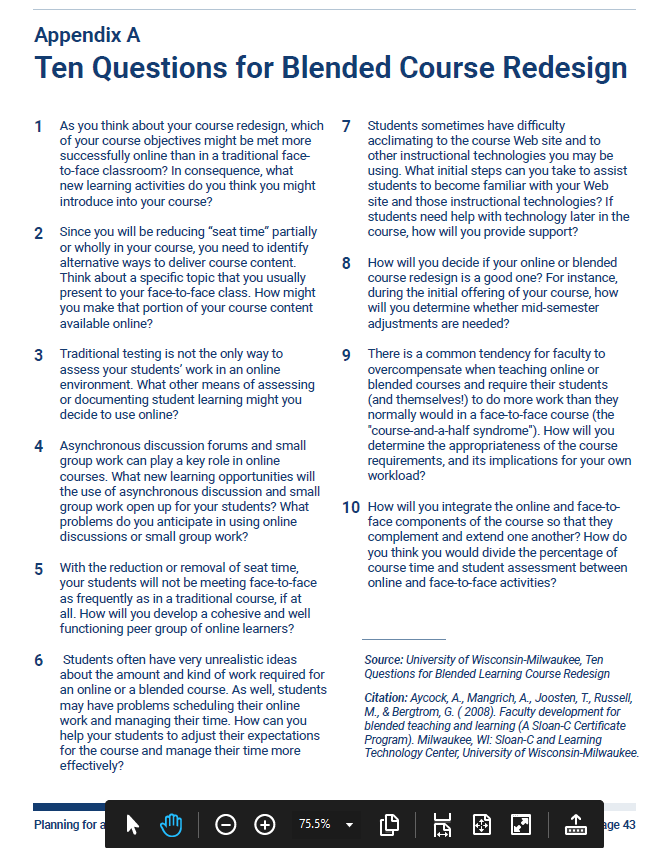 Appendix A
Ten Questions for Blended Course Redesign
1 As you think about your course redesign, which
of your course objectives might be met more
successfully online than in a traditional face-
to-face classroom? In consequence, what
new learning activities do you think you might
introduce into your course?
2 Since you will be reducing “seat time” partially
or wholly in your course, you need to identify
alternative ways to deliver course content.
Think about a specific topic that you usually
present to your face-to-face class. How might
you make that portion of your course content
available online?
3 Traditional testing is not the only way to
assess your students’ work in an online
environment. What other means of assessing
or documenting student learning might you
decide to use online?
4 Asynchronous discussion forums and small
group work can play a key role in online
courses. What new learning opportunities will
the use of asynchronous discussion and small
group work open up for your students? What
problems do you anticipate in using online
discussions or small group work?
5 With the reduction or removal of seat time,
your students will not be meeting face-to-face
as frequently as in a traditional course, if at
all. How will you develop a cohesive and well
functioning peer group of online learners?
6 Students often have very unrealistic ideas
about the amount and kind of work required for
an online or a blended course. As well, students
may have problems scheduling their online
work and managing their time. How can you
help your students to adjust their expectations
for the course and manage their time more
effectively?
7 Students sometimes have difficulty
acclimating to the course Web site and to
other instructional technologies you may be
using. What initial steps can you take to assist
students to become familiar with your Web
site and those instructional technologies? If
students need help with technology later in the
course, how will you provide support?
8 How will you decide if your online or blended
course redesign is a good one? For instance,
during the initial offering of your course, how
will you determine whether mid-semester
adjustments are needed?
9 There is a common tendency for faculty to
overcompensate when teaching online or
blended courses and require their students
(and themselves!) to do more work than they
normally would in a face-to-face course (the
"course-and-a-half syndrome"). How will you
determine the appropriateness of the course
requirements, and its implications for your own
workload?
10 How will you integrate the online and face-to-
face components of the course so that they
complement and extend one another? How do
you think you would divide the percentage of
course time and student assessment between
online and face-to-face activities?
Source: University of Wisconsin-Milwaukee, Ten
Questions for Blended Learning Course Redesign
Citation: Aycock, A., Mangrich, A., Joosten, T., Russell,
M., & Bergtrom, G. ( 2008). Faculty development for
blended teaching and learning (A Sloan-C Certificate
Program). Milwaukee, WI: Sloan-C and Learning
Technology Center, University of Wisconsin-Milwaukee.
Planning for a
75.5%
age 43